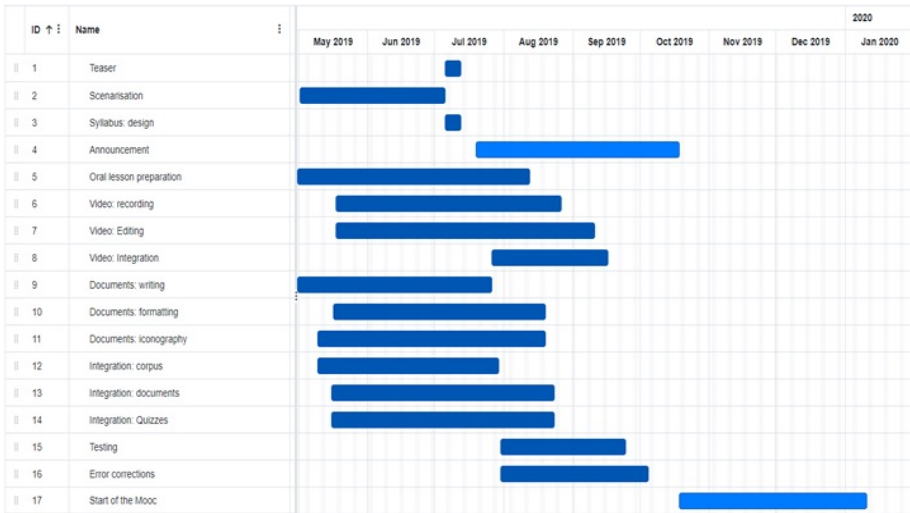 2020
ID ↑ Name
May 2019 Jun 2019 Jul 2019 Aug 2019 Sep 2019 Oct 2019 Nov 2019 Dec 2019 Jan 2020
1 Teaser
2 Scenarisation
3 Syllabus: design
4 Announcement
5 Oral lesson preparation
6 Video: recording
7 Video: Editing
8 Video: Integration
9 Documents: writing
10 Documents: formatting
11 Documents: iconography
12 Integration: corpus
13 Integration: documents
14 Integration: Quizzes
15 Testing
16 Error corrections
17 Start of the Mooc